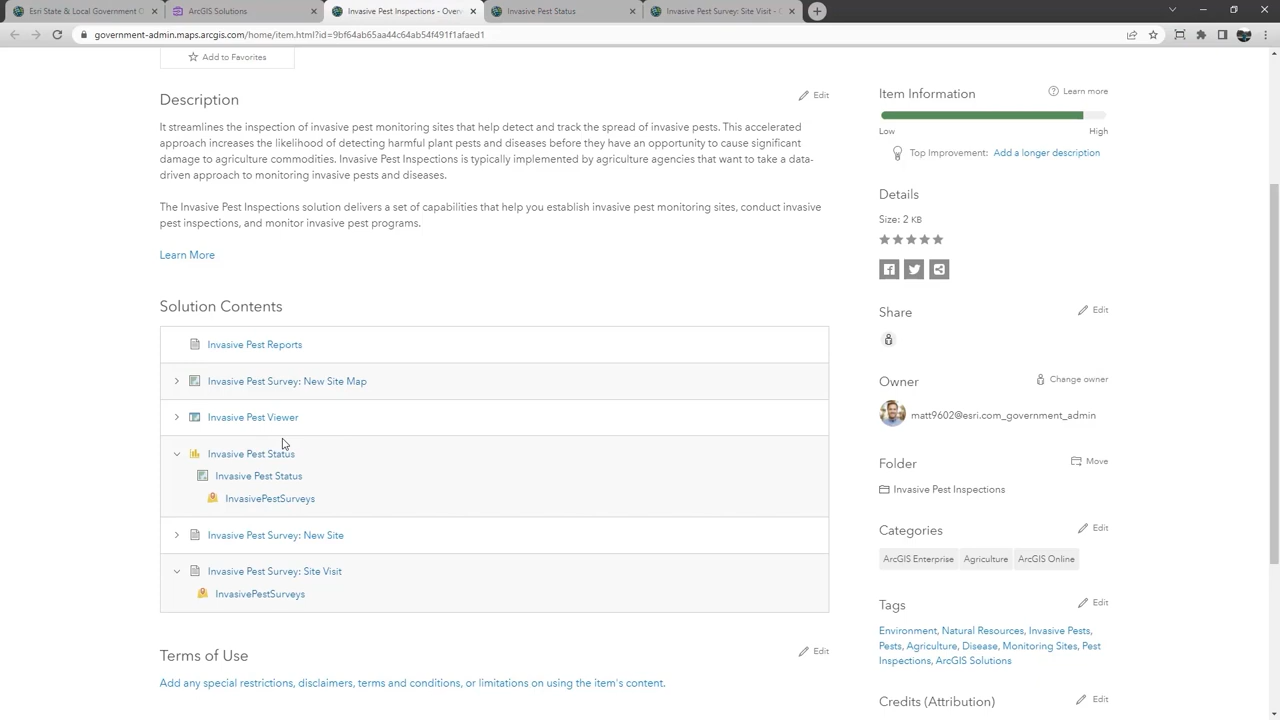 Esri State & Local Government C
ArcGIS Solutions
Invasive Pest Inspections - Overv
Invasive Pest Status
Invasive Pest Survey: Site Visit - O
government-admin.maps.arcgis.com/home/item.html?id=9bf64ab65aa44c64ab54f491f1afaed1
Add to Favorites
Description
Edit
It streamlines the inspection of invasive pest monitoring sites that help detect and track the spread of invasive pests. This accelerated
approach increases the likelihood of detecting harmful plant pests and diseases before they have an opportunity to cause significant
damage to agriculture commodities. Invasive Pest Inspections is typically implemented by agriculture agencies that want to take a data-
driven approach to monitoring invasive pests and diseases.
The Invasive Pest Inspections solution delivers a set of capabilities that help you establish invasive pest monitoring sites, conduct invasive
pest inspections, and monitor invasive pest programs.
Learn More
Solution Contents
Invasive Pest Reports
Invasive Pest Survey: New Site Map
Invasive Pest Viewer
Invasive Pest Status
Invasive Pest Status
InvasivePestSurveys
Invasive Pest Survey: New Site
Invasive Pest Survey: Site Visit
InvasivePestSurveys
Terms of Use
Edit
Add any special restrictions, disclaimers, terms and conditions, or limitations on using the item's content.
Item Information
Learn more
Low
High
Top Improvement: Add a longer description
Details
Size: 2 KB
Share
Edit
Owner
Change owner
matt9602@esri.com_government_admin
Folder
Move
Invasive Pest Inspections
Categories
Edit
ArcGIS Enterprise
Agriculture
ArcGIS Online
Tags
Edit
Environment, Natural Resources, Invasive Pests,
Pests, Agriculture, Disease, Monitoring Sites, Pest
Inspections, ArcGIS Solutions
Credits (Attribution)
Edit